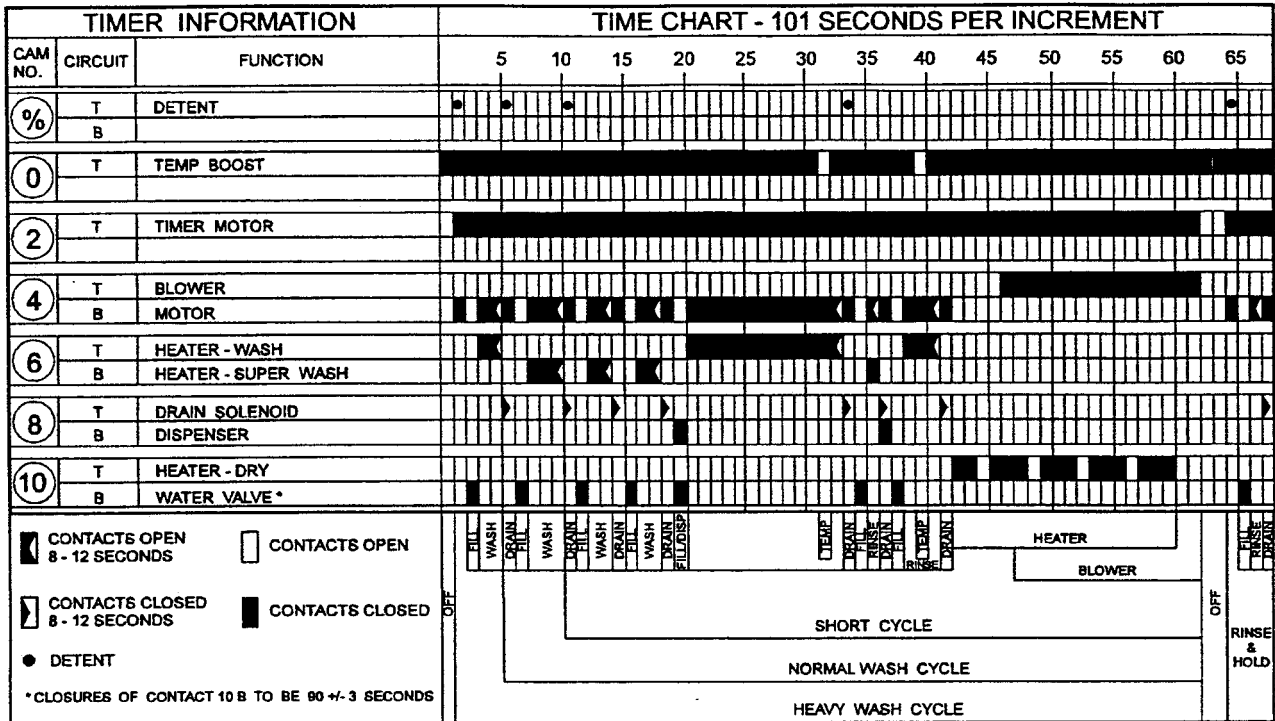 TIMER INFORMATION
TIME CHART - 101 SECONDS PER INCREMENT
CAM NO.
CIRCUIT
FUNCTION
5 10 15 20 25 30 35 40 45 50 55 60 65
% T DETENT
B
0 T TEMP BOOST
2 T TIMER MOTOR
4 T BLOWER
B MOTOR
6 T HEATER - WASH
B HEATER - SUPER WASH
8 T DRAIN SOLENOID
B DISPENSER
10 T HEATER - DRY
B WATER VALVE *
OFF
FILL
WASH
DRAIN
FILL
WASH
DRAIN
FILL
WASH
DRAIN
FILL
WASH
DRAIN
FILL/DISP
TEMP
DRAIN
FILL
RINSE
DRAIN
FILL
TEMP
RINSE
DRAIN
HEATER
BLOWER
OFF
FILL
RINSE
DRAIN
SHORT CYCLE
NORMAL WASH CYCLE
HEAVY WASH CYCLE
RINSE
&
HOLD
CONTACTS OPEN
8 - 12 SECONDS
CONTACTS OPEN
CONTACTS CLOSED
8 - 12 SECONDS
CONTACTS CLOSED
DETENT
*CLOSURES OF CONTACT 10 B TO BE 90 +/- 3 SECONDS